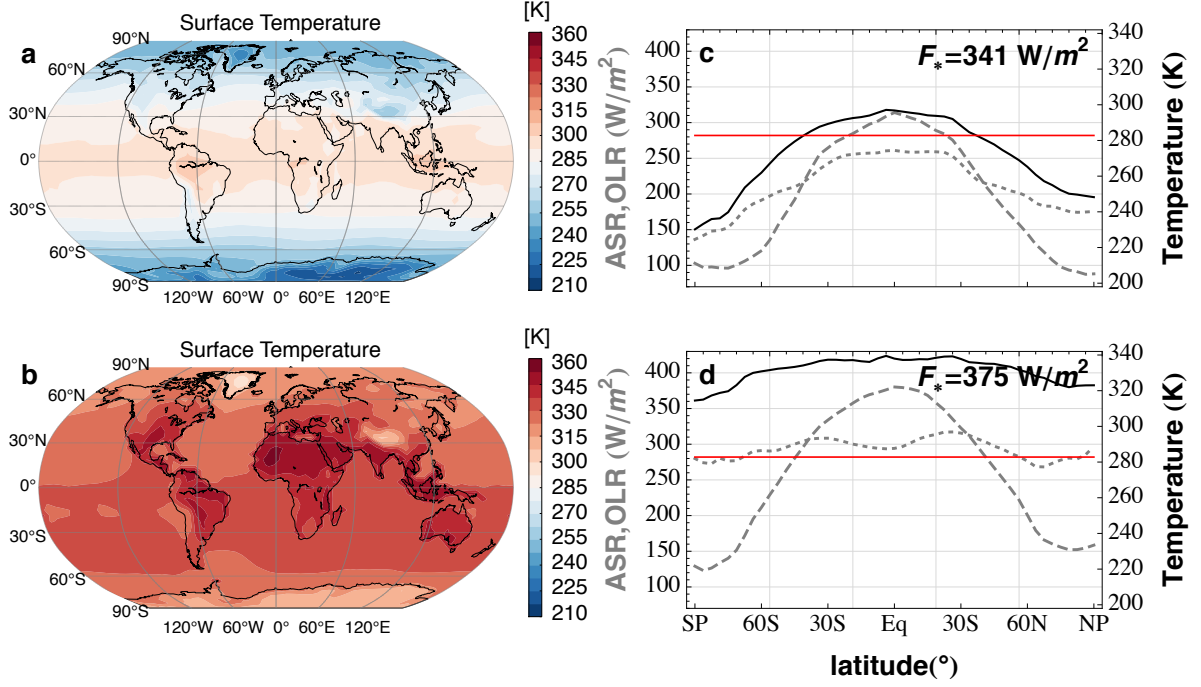 Surface Temperature
a
90°N
60°N
30°N
0°
30°S
60°S
90°S
120°W 60°W 0° 60°E 120°E
[K]
360
345
330
315
300
285
270
255
240
225
210
c
F*=341 W/m²
400
350
300
250
200
150
100
ASR,OLR (W/m²)
340
320
300
280
260
240
220
200
Temperature (K)
Surface Temperature
b
90°N
60°N
30°N
0°
30°S
60°S
90°S
120°W 60°W 0° 60°E 120°E
[K]
360
345
330
315
300
285
270
255
240
225
210
d
F*=375 W/m²
400
350
300
250
200
150
100
ASR,OLR (W/m²)
340
320
300
280
260
240
220
200
Temperature (K)
SP 60S 30S Eq 30S 60N NP
latitude(°)